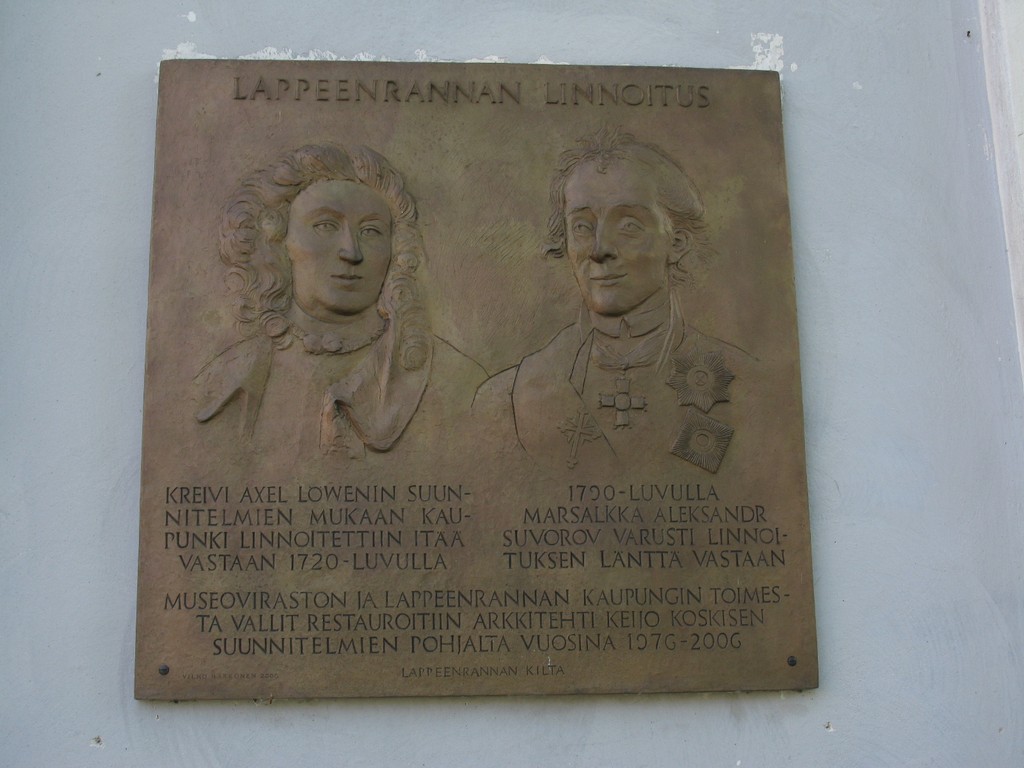 LAPPEENRANNAN LINNOITUS
KREIVI AXEL LÖWENIN SUUN-
NITELMIEN MUKAAN KAU-
PUNKI LINNOITETTIIN ITÄÄ
VASTAAN 1720-LUVULLA
1790-LUVULLA
MARSALKKA ALEKSANDR
SUVOROV VARUSTI LINNOI-
TUKSEN LÄNTTÄ VASTAAN
MUSEOVIRASTON JA LAPPEENRANNAN KAUPUNGIN TOIMES-
TA VALLIT RESTAUROITIIN ARKKITEHTI KEIJO KOSKISEN
SUUNNITELMIEN POHJALTA VUOSINA 1976-2006
LAPPEENRANNAN KILTA